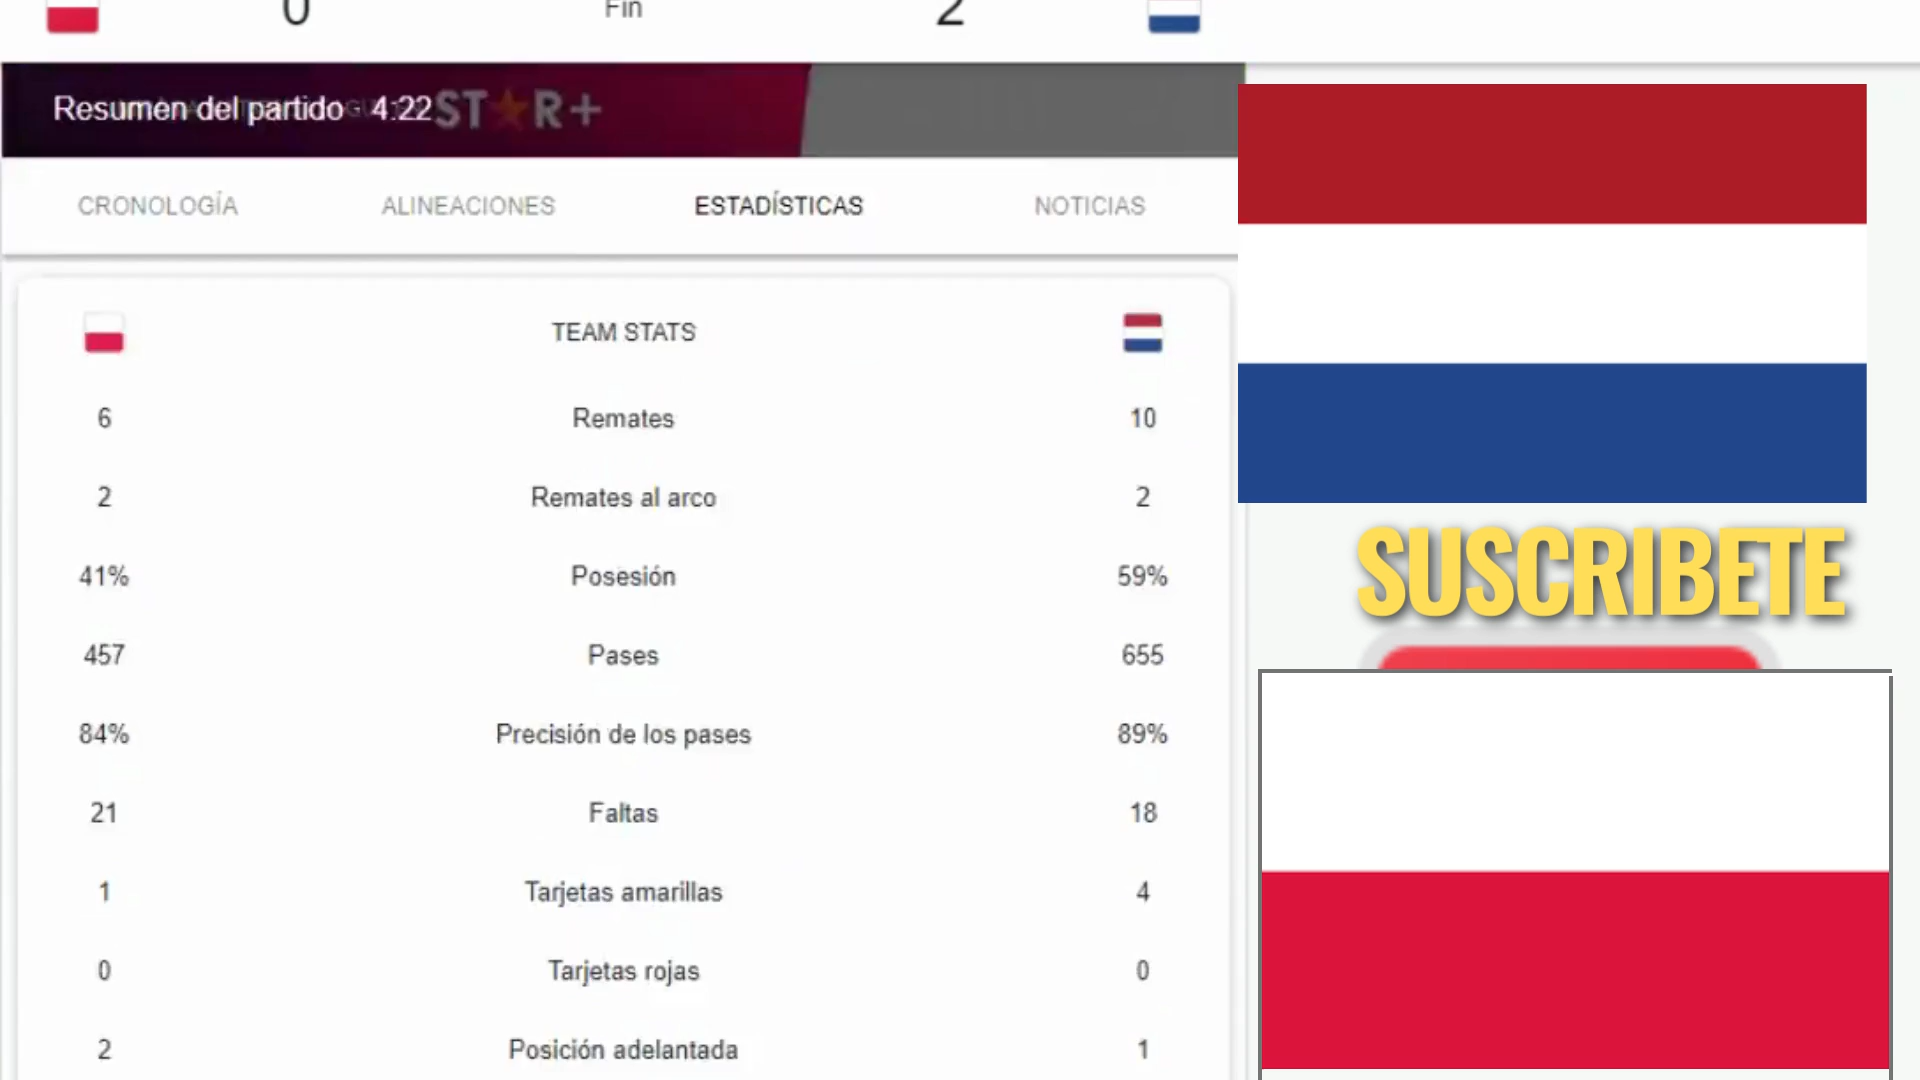 0 Fin 2
Resumen del partido - 4:22 ST★R+
CRONOLOGÍA ALINEACIONES ESTADÍSTICAS NOTICIAS
TEAM STATS
6 Remates 10
2 Remates al arco 2
41% Posesión 59%
457 Pases 655
84% Precisión de los pases 89%
21 Faltas 18
1 Tarjetas amarillas 4
0 Tarjetas rojas 0
2 Posición adelantada 1
SUSCRIBETE